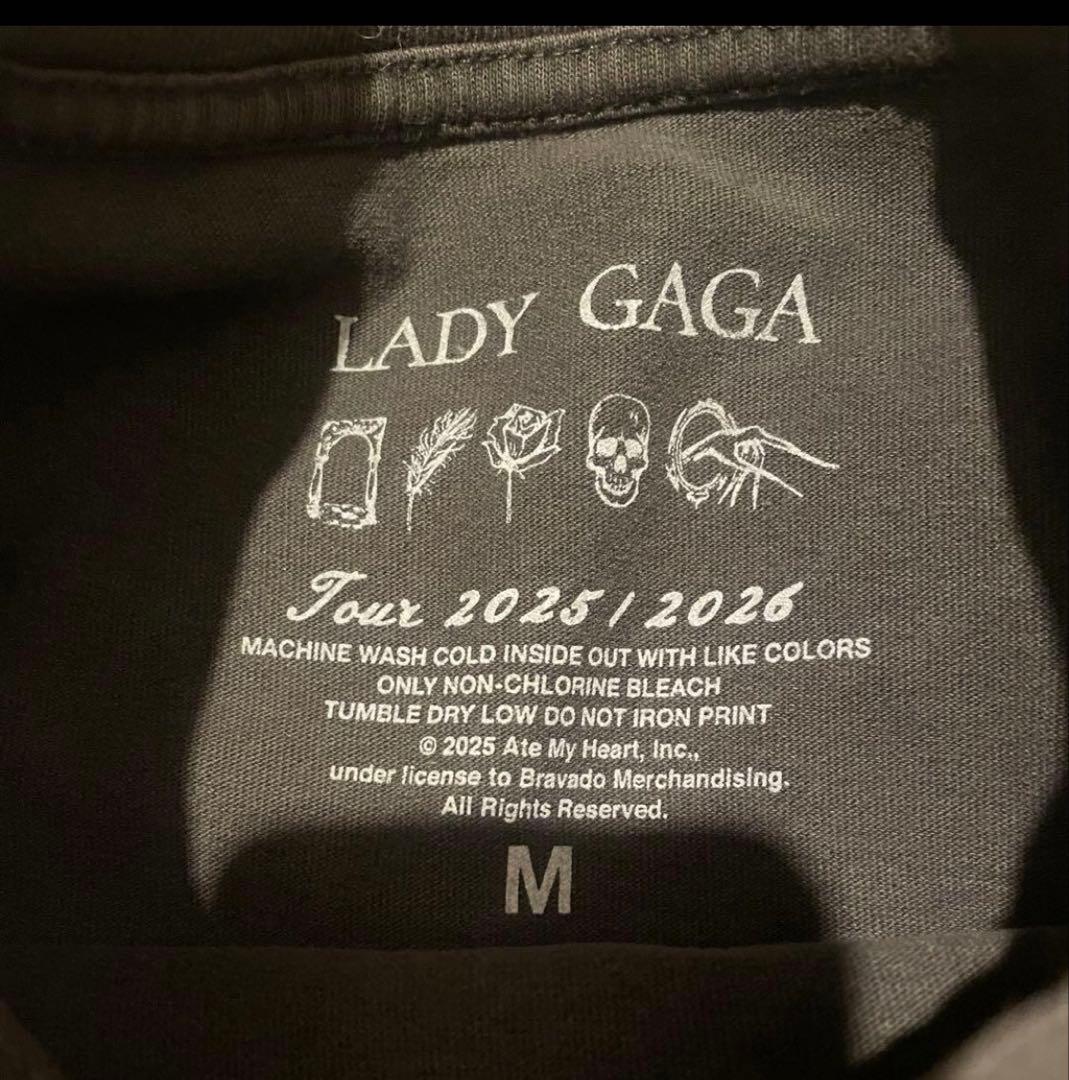 LADY GAGA
Tour 2025 / 2026
MACHINE WASH COLD INSIDE OUT WITH LIKE COLORS
ONLY NON-CHLORINE BLEACH
TUMBLE DRY LOW DO NOT IRON PRINT
© 2025 Ate My Heart, Inc.,
under license to Bravado Merchandising.
All Rights Reserved.
M